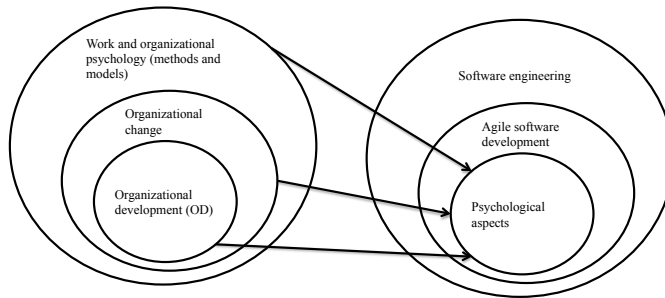 Work and organizational
psychology (methods and
models)
Organizational
change
Organizational
development (OD)
Software engineering
Agile software
development
Psychological
aspects